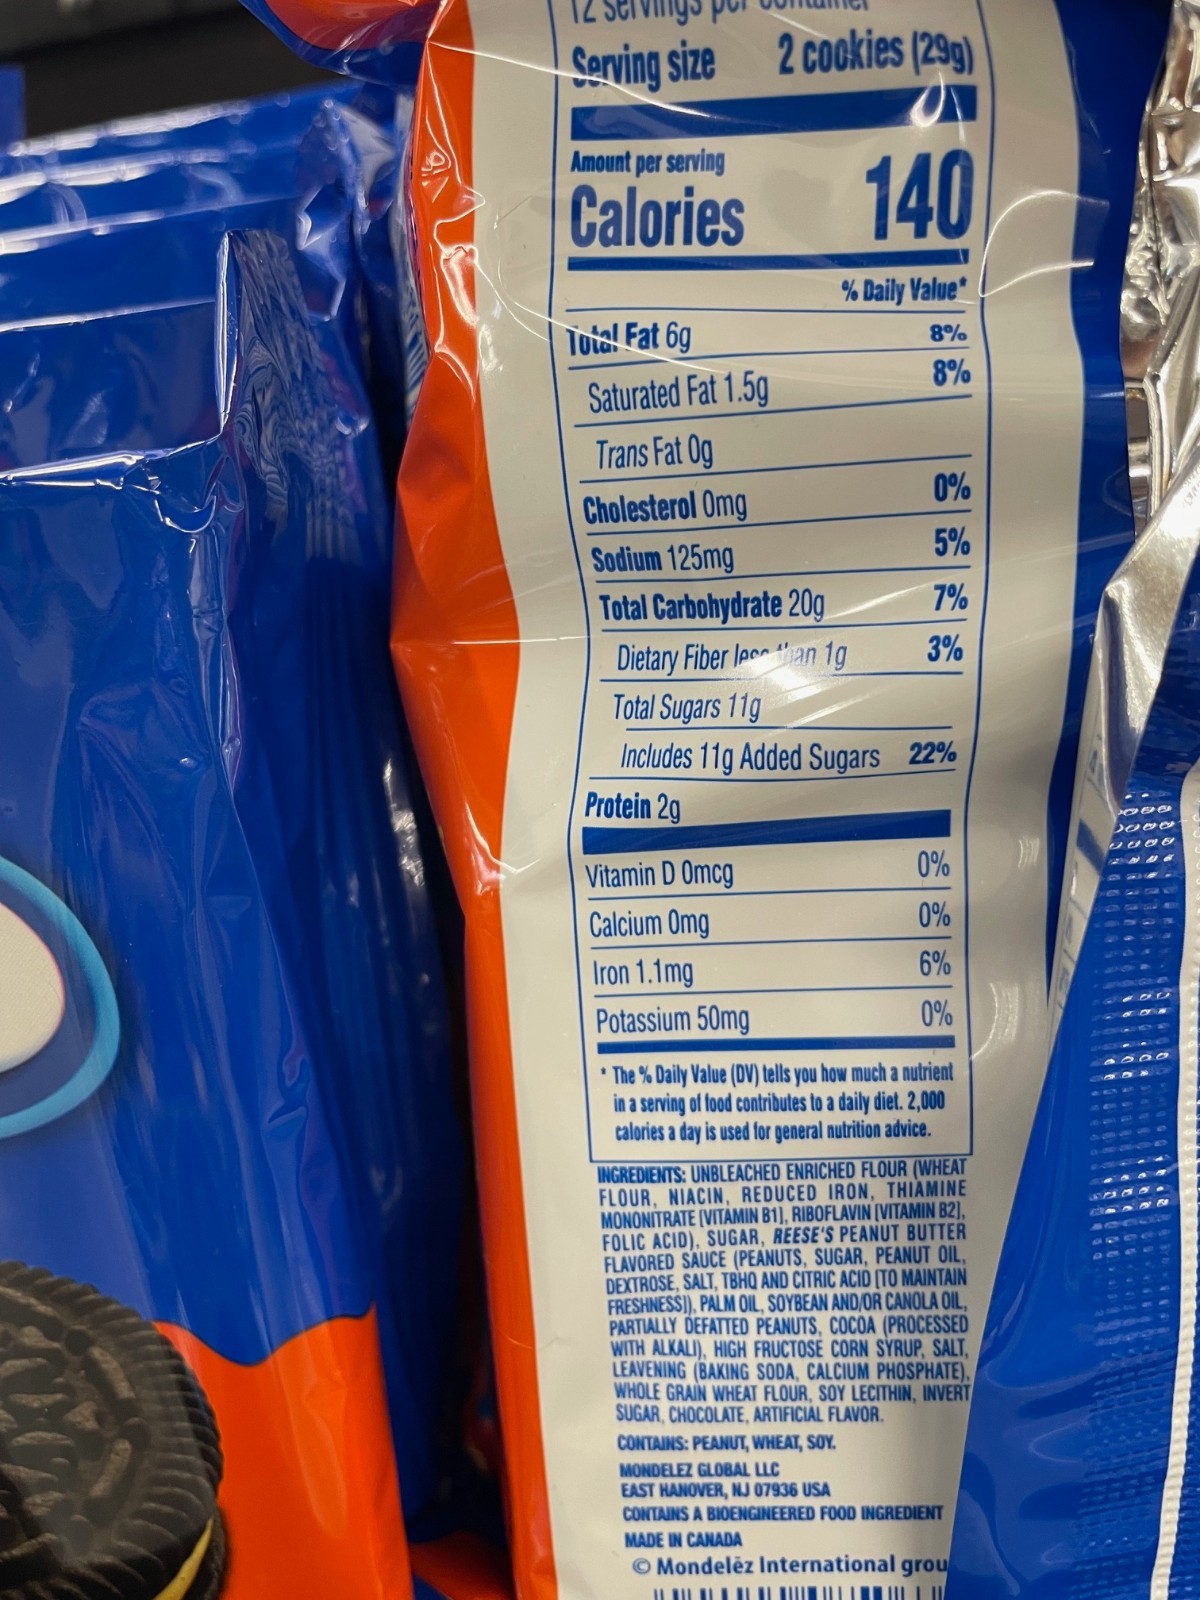 12 servings per container
Serving size 2 cookies (29g)
Amount per serving
Calories 140
% Daily Value*
Total Fat 6g 8%
Saturated Fat 1.5g 8%
Trans Fat 0g
Cholesterol 0mg 0%
Sodium 125mg 5%
Total Carbohydrate 20g 7%
Dietary Fiber less than 1g 3%
Total Sugars 11g
Includes 11g Added Sugars 22%
Protein 2g
Vitamin D 0mcg 0%
Calcium 0mg 0%
Iron 1.1mg 6%
Potassium 50mg 0%
* The % Daily Value (DV) tells you how much a nutrient
in a serving of food contributes to a daily diet. 2,000
calories a day is used for general nutrition advice.
INGREDIENTS: UNBLEACHED ENRICHED FLOUR (WHEAT
FLOUR, NIACIN, REDUCED IRON, THIAMINE
MONONITRATE [VITAMIN B1], RIBOFLAVIN [VITAMIN B2],
FOLIC ACID), SUGAR, REESE'S PEANUT BUTTER
FLAVORED SAUCE (PEANUTS, SUGAR, PEANUT OIL,
DEXTROSE, SALT, TBHQ AND CITRIC ACID [TO MAINTAIN
FRESHNESS]), PALM OIL, SOYBEAN AND/OR CANOLA OIL,
PARTIALLY DEFATTED PEANUTS, COCOA (PROCESSED
WITH ALKALI), HIGH FRUCTOSE CORN SYRUP, SALT,
LEAVENING (BAKING SODA, CALCIUM PHOSPHATE),
WHOLE GRAIN WHEAT FLOUR, SOY LECITHIN, INVERT
SUGAR, CHOCOLATE, ARTIFICIAL FLAVOR.
CONTAINS: PEANUT, WHEAT, SOY.
MONDELEZ GLOBAL LLC
EAST HANOVER, NJ 07936 USA
CONTAINS A BIOENGINEERED FOOD INGREDIENT
MADE IN CANADA
© Mondelēz International grou